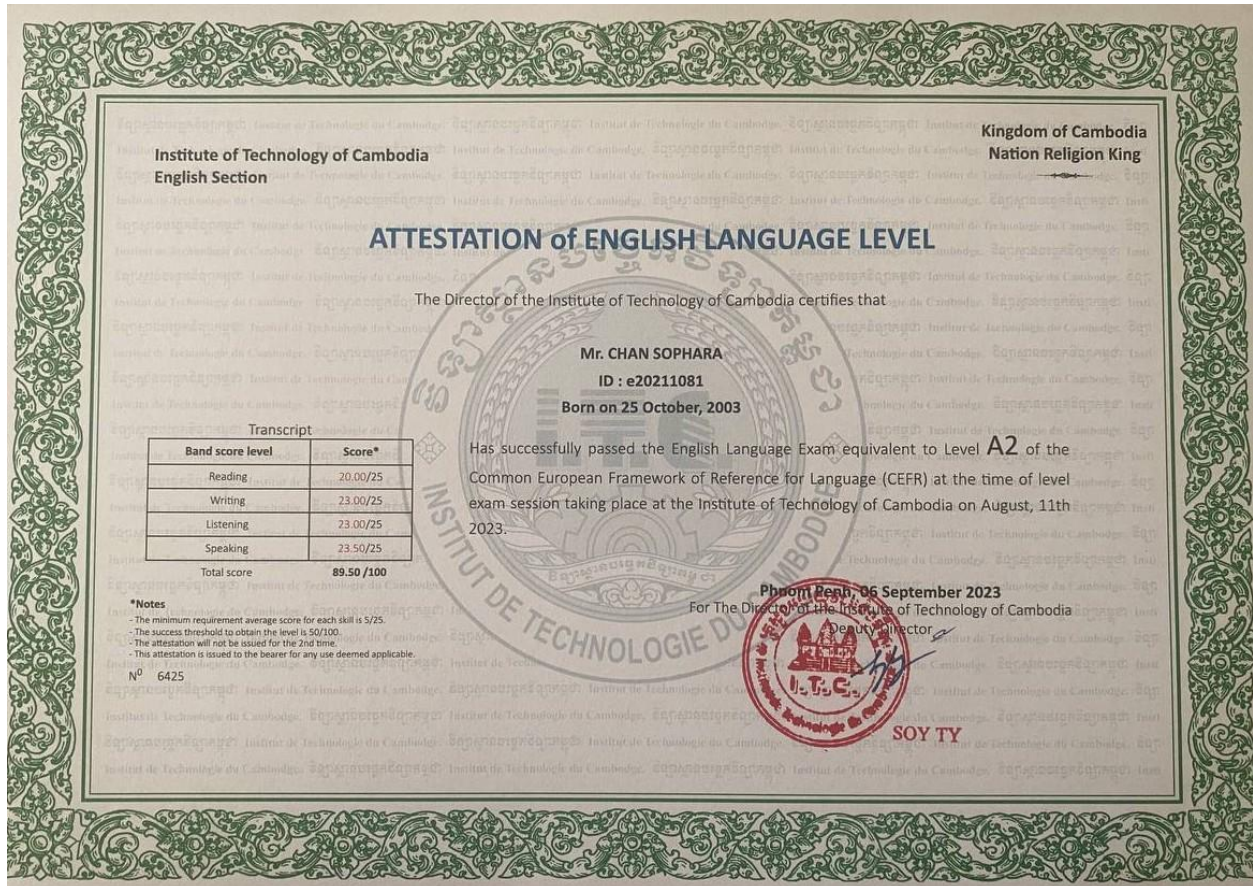 Institute of Technology of Cambodia
English Section
Kingdom of Cambodia
Nation Religion King
ATTESTATION of ENGLISH LANGUAGE LEVEL
The Director of the Institute of Technology of Cambodia certifies that
Mr. CHAN SOPHARA
ID : e20211081
Born on 25 October, 2003
Transcript
Band score level Score*
Reading 20.00/25
Writing 23.00/25
Listening 23.00/25
Speaking 23.50/25
Total score 89.50 /100
Has successfully passed the English Language Exam equivalent to Level A2 of the
Common European Framework of Reference for Language (CEFR) at the time of level
exam session taking place at the Institute of Technology of Cambodia on August, 11th
2023.
*Notes
- The minimum requirement average score for each skill is 5/25.
- The success threshold to obtain the level is 50/100.
- The attestation will not be issued for the 2nd time.
- This attestation is issued to the bearer for any use deemed applicable.
N⁰ 6425
Phnom Penh, 06 September 2023
For The Director of the Institute of Technology of Cambodia
Deputy Director
I.T.C.
SOY TY
ITC
INSTITUT DE TECHNOLOGIE DU CAMBODGE